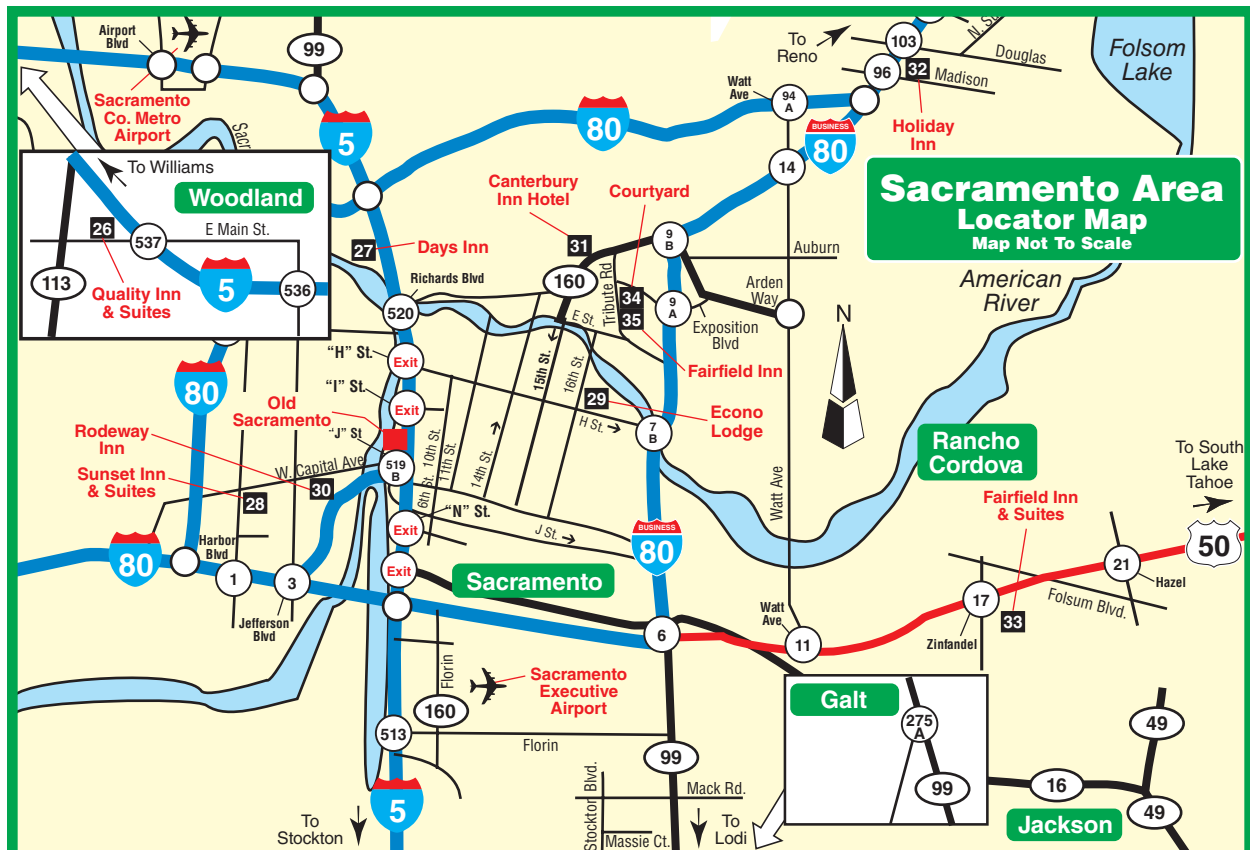 Airport
Blvd
99
To
Reno
103
N. Su
Douglas
96
32
Madison
Folsom
Lake
Sacramento
Co. Metro
Airport
Sacr
5
80
Watt
Ave
94
A
BUSINESS
80
Holiday
Inn
14
Sacramento Area
Locator Map
Map Not To Scale
To Williams
Woodland
26
E Main St.
537
113
Quality Inn
& Suites
5
536
27
Days Inn
Canterbury
Inn Hotel
Courtyard
31
9
B
Auburn
160
Tribute Rd
34
35
9
A
Arden
Way
Exposition
Blvd
American
River
Richards Blvd
520
E St.
N
"H" St.
Exit
15th St.
16th St.
Fairfield Inn
80
"I" St.
Exit
29
Econo
Lodge
H St.
7
B
Old
Sacramento
"J" St
Rodeway
Inn
W. Capital Ave
519
B
6th St.
10th St.
11th St.
14th St.
Sunset Inn
& Suites
30
28
"N" St.
Exit
J St.
Watt Ave
Rancho
Cordova
To South
Lake
Tahoe
Fairfield Inn
& Suites
50
80
Harbor
Blvd
1
3
Jefferson
Blvd
Exit
Sacramento
BUSINESS
80
6
Watt
Ave
11
17
Zinfandel
33
21
Hazel
Folsum Blvd.
Florin
160
Sacramento
Executive
Airport
513
Florin
99
Galt
275
A
99
49
5
To
Stockton
Stockton Blvd.
Mack Rd.
Massie Ct.
To
Lodi
16
Jackson
49